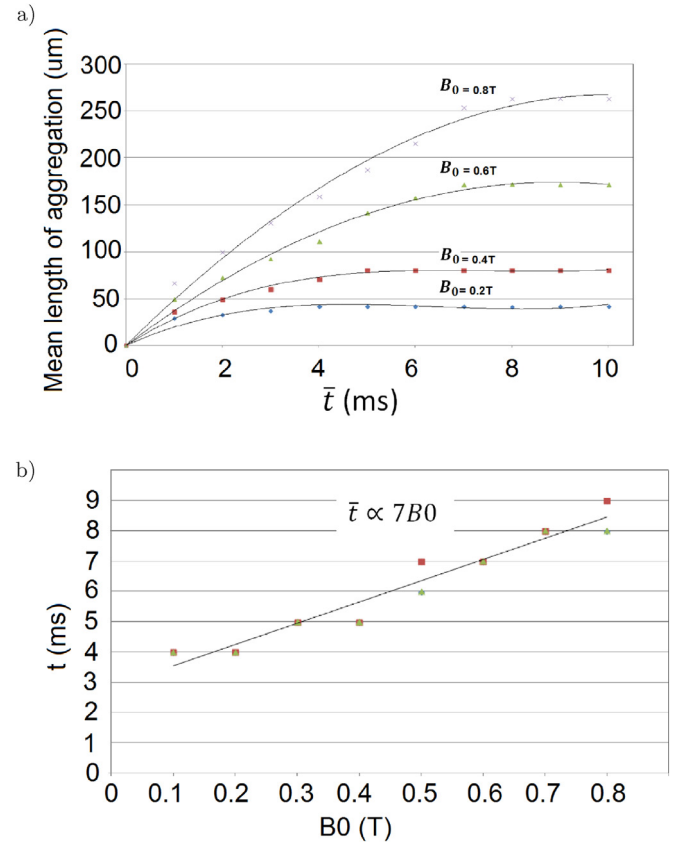 a)
Mean length of aggregation (um)
300
250
200
150
100
50
0
B0 = 0.8T
B0 = 0.6T
B0 = 0.4T
B0 = 0.2T
0 2 4 6 8 10
t̄ (ms)
b)
t (ms)
9
8
7
6
5
4
3
2
1
0
t̄ ∝ 7B0
0 0.1 0.2 0.3 0.4 0.5 0.6 0.7 0.8
B0 (T)